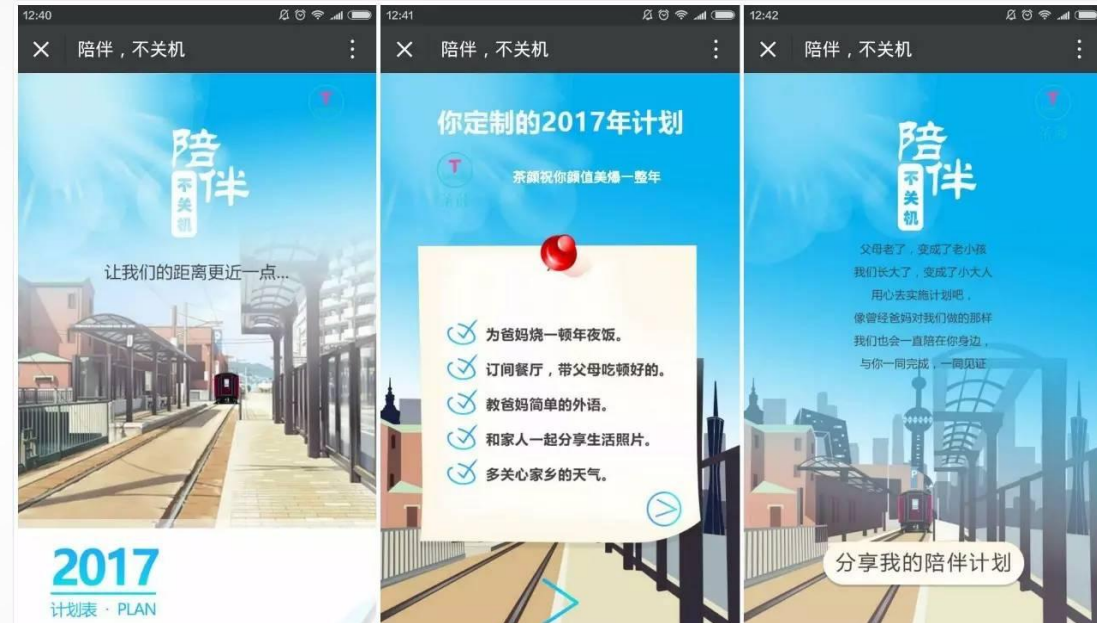 12:40
陪伴，不关机
陪伴
不关机
让我们的距离更近一点...
2017
计划表 · PLAN
12:41
陪伴，不关机
你定制的2017年计划
T
茶颜祝你颜值美爆一整年
为爸妈烧一顿年夜饭。
订间餐厅，带父母吃顿好的。
教爸妈简单的外语。
和家人一起分享生活照片。
多关心家乡的天气。
12:42
陪伴，不关机
T
陪伴
不关机
父母老了，变成了老小孩
我们长大了，变成了小大人
用心去实施计划吧，
像曾经爸妈对我们做的那样
我们也会一直陪在你身边，
与你一同完成，一同见证
P
分享我的陪伴计划